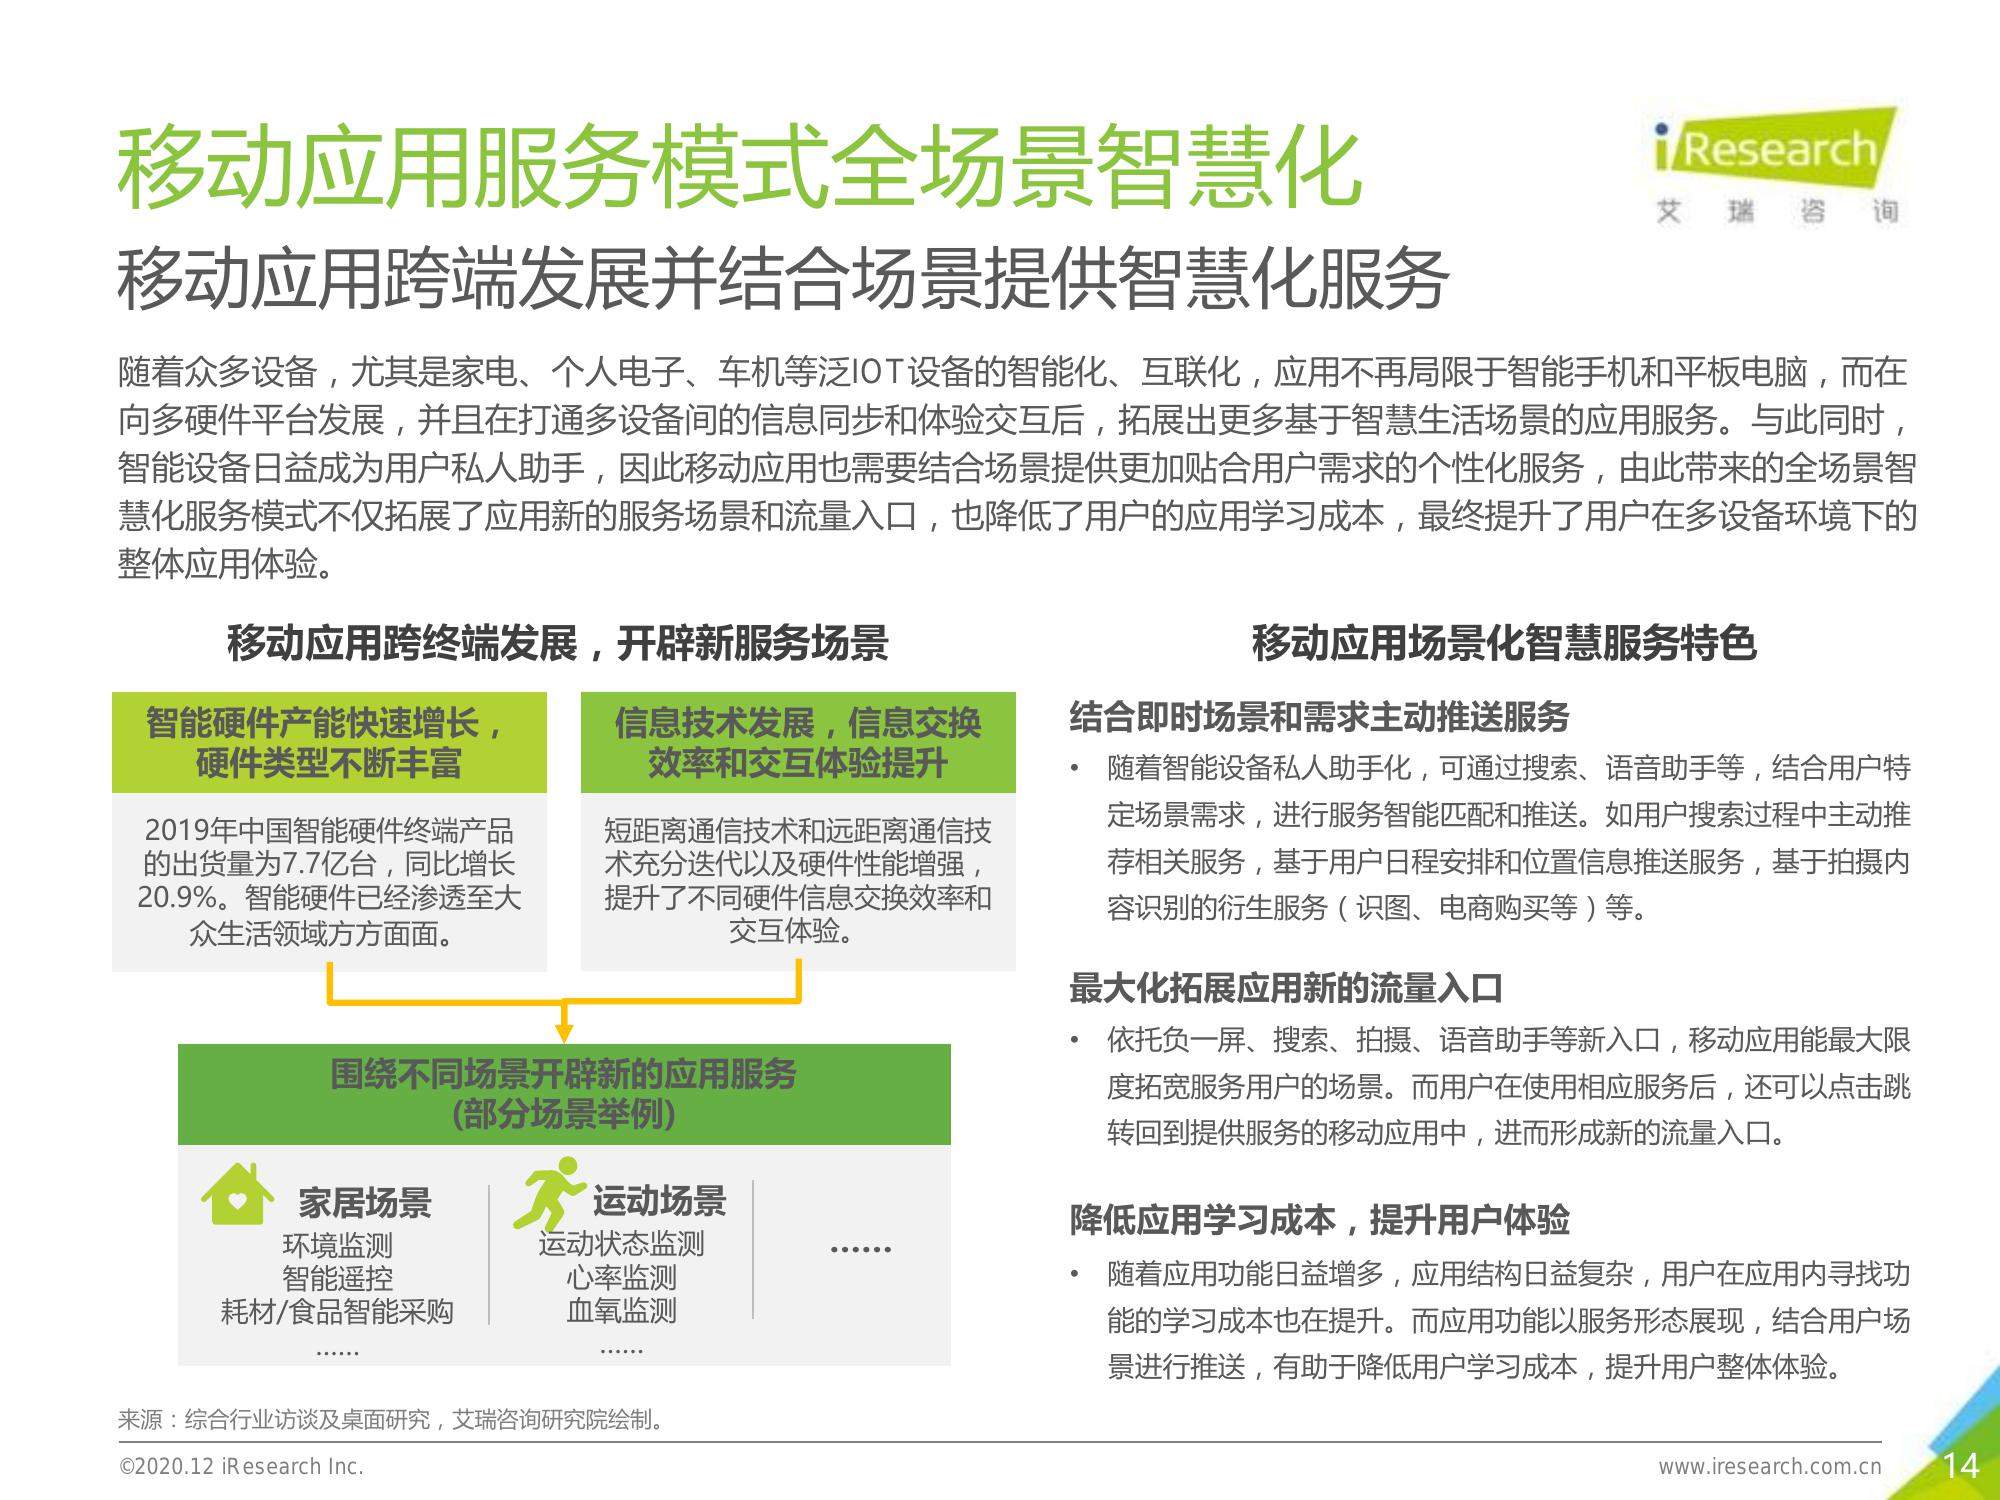 移动应用服务模式全场景智慧化
iResearch
艾瑞咨询
移动应用跨端发展并结合场景提供智慧化服务
随着众多设备，尤其是家电、个人电子、车机等泛IOT设备的智能化、互联化，应用不再局限于智能手机和平板电脑，而在
向多硬件平台发展，并且在打通多设备间的信息同步和体验交互后，拓展出更多基于智慧生活场景的应用服务。与此同时，
智能设备日益成为用户私人助手，因此移动应用也需要结合场景提供更加贴合用户需求的个性化服务，由此带来的全场景智
慧化服务模式不仅拓展了应用新的服务场景和流量入口，也降低了用户的应用学习成本，最终提升了用户在多设备环境下的
整体应用体验。
移动应用跨终端发展，开辟新服务场景
智能硬件产能快速增长，
硬件类型不断丰富
2019年中国智能硬件终端产品
的出货量为7.7亿台，同比增长
20.9%。智能硬件已经渗透至大
众生活领域方方面面。
信息技术发展，信息交换
效率和交互体验提升
短距离通信技术和远距离通信技
术充分迭代以及硬件性能增强，
提升了不同硬件信息交换效率和
交互体验。
围绕不同场景开辟新的应用服务
(部分场景举例)
家居场景
环境监测
智能遥控
耗材/食品智能采购
......
运动场景
运动状态监测
心率监测
血氧监测
......
......
移动应用场景化智慧服务特色
结合即时场景和需求主动推送服务
• 随着智能设备私人助手化，可通过搜索、语音助手等，结合用户特
定场景需求，进行服务智能匹配和推送。如用户搜索过程中主动推
荐相关服务，基于用户日程安排和位置信息推送服务，基于拍摄内
容识别的衍生服务（识图、电商购买等）等。
最大化拓展应用新的流量入口
• 依托负一屏、搜索、拍摄、语音助手等新入口，移动应用能最大限
度拓宽服务用户的场景。而用户在使用相应服务后，还可以点击跳
转回到提供服务的移动应用中，进而形成新的流量入口。
降低应用学习成本，提升用户体验
• 随着应用功能日益增多，应用结构日益复杂，用户在应用内寻找功
能的学习成本也在提升。而应用功能以服务形态展现，结合用户场
景进行推送，有助于降低用户学习成本，提升用户整体体验。
来源：综合行业访谈及桌面研究，艾瑞咨询研究院绘制。
©2020.12 iResearch Inc.
www.iresearch.com.cn
14